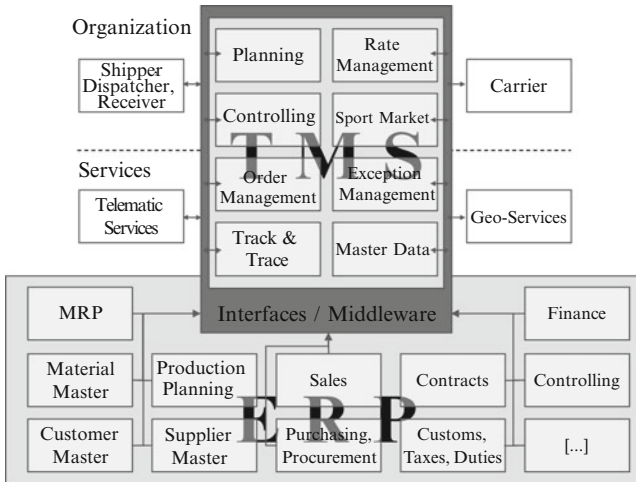 Organization
Planning
Rate
Management
Shipper
Dispatcher,
Receiver
Carrier
Controlling
Sport Market
TMS
Services
Order
Management
Exception
Management
Telematic
Services
Geo-Services
Track &
Trace
Master Data
MRP
Interfaces / Middleware
Finance
Material
Master
Production
Planning
Sales
Contracts
Controlling
ERP
Customer
Master
Supplier
Master
Purchasing,
Procurement
Customs,
Taxes, Duties
[...]